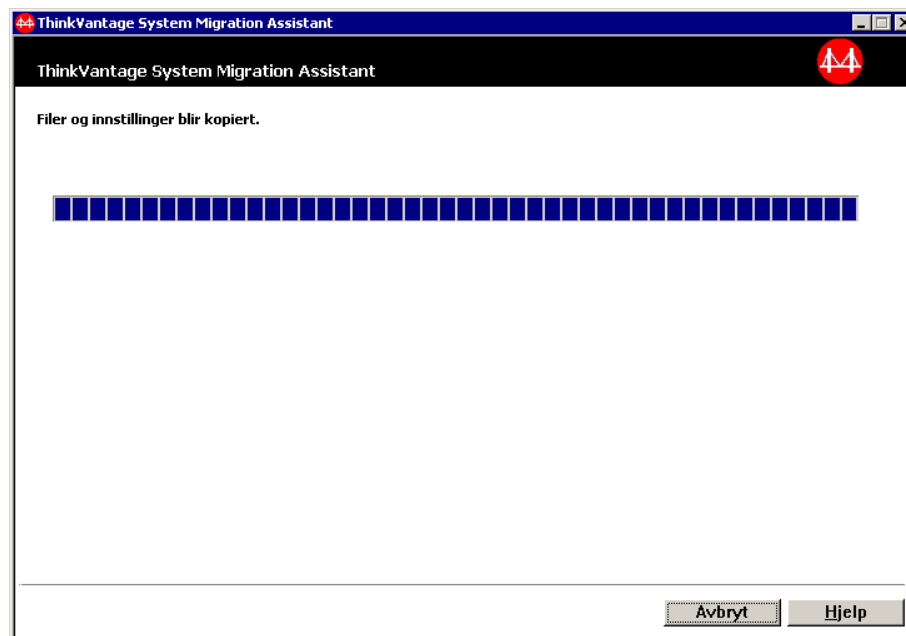 ThinkVantage System Migration Assistant
ThinkVantage System Migration Assistant
Filer og innstillinger blir kopiert.
Avbryt
Hjelp